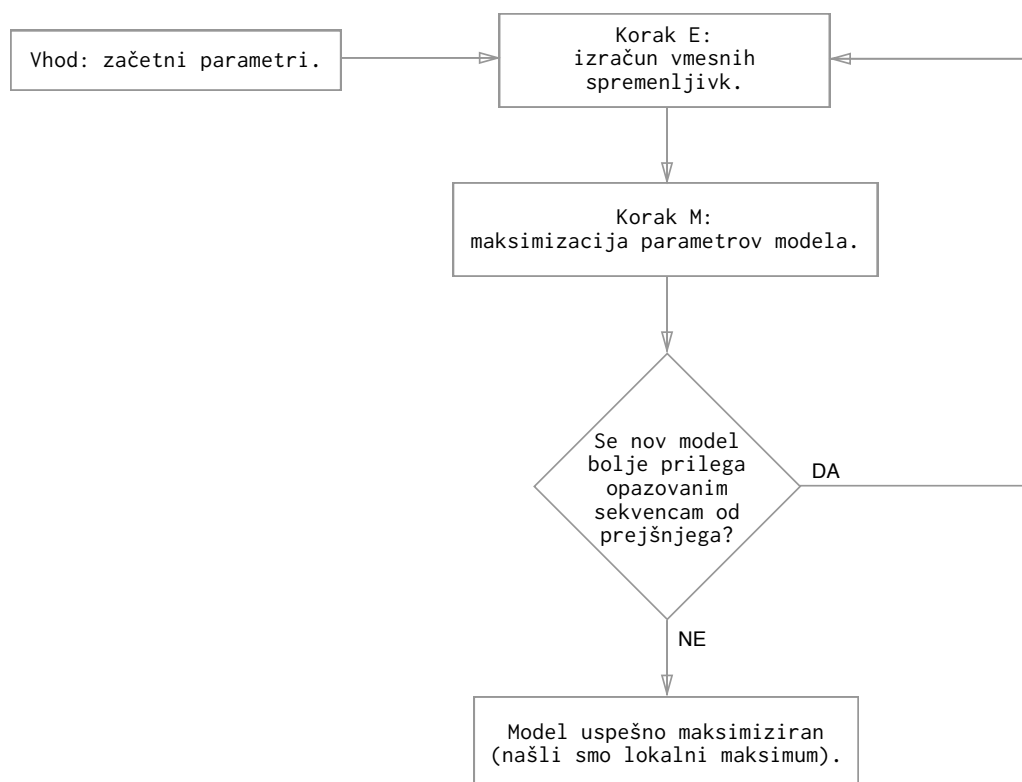 Vhod: začetni parametri.
Korak E:
izračun vmesnih
spremenljivk.
Korak M:
maksimizacija parametrov modela.
Se nov model
bolje prilega
opazovanim
sekvencam od
prejšnjega?
DA
NE
Model uspešno maksimiziran
(našli smo lokalni maksimum).